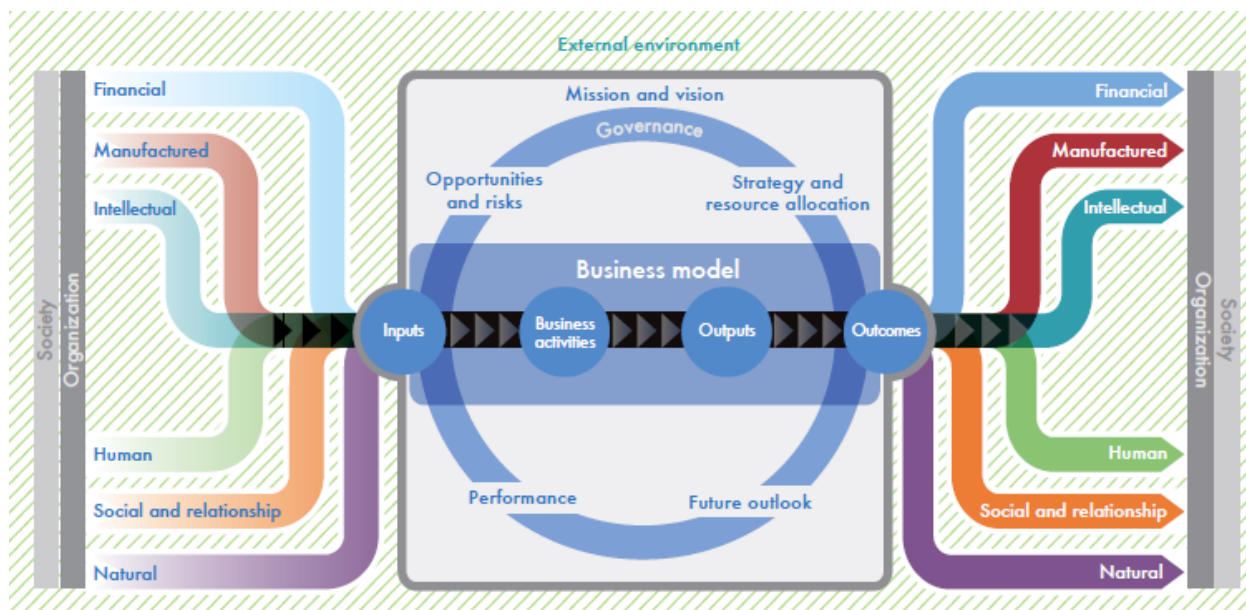 External environment
Society
Organization
Financial
Manufactured
Intellectual
Human
Social and relationship
Natural
Mission and vision
Governance
Opportunities
and risks
Strategy and
resource allocation
Business model
Inputs
Business
activities
Outputs
Outcomes
Performance
Future outlook
Financial
Manufactured
Intellectual
Human
Social and relationship
Natural
Organization
Society